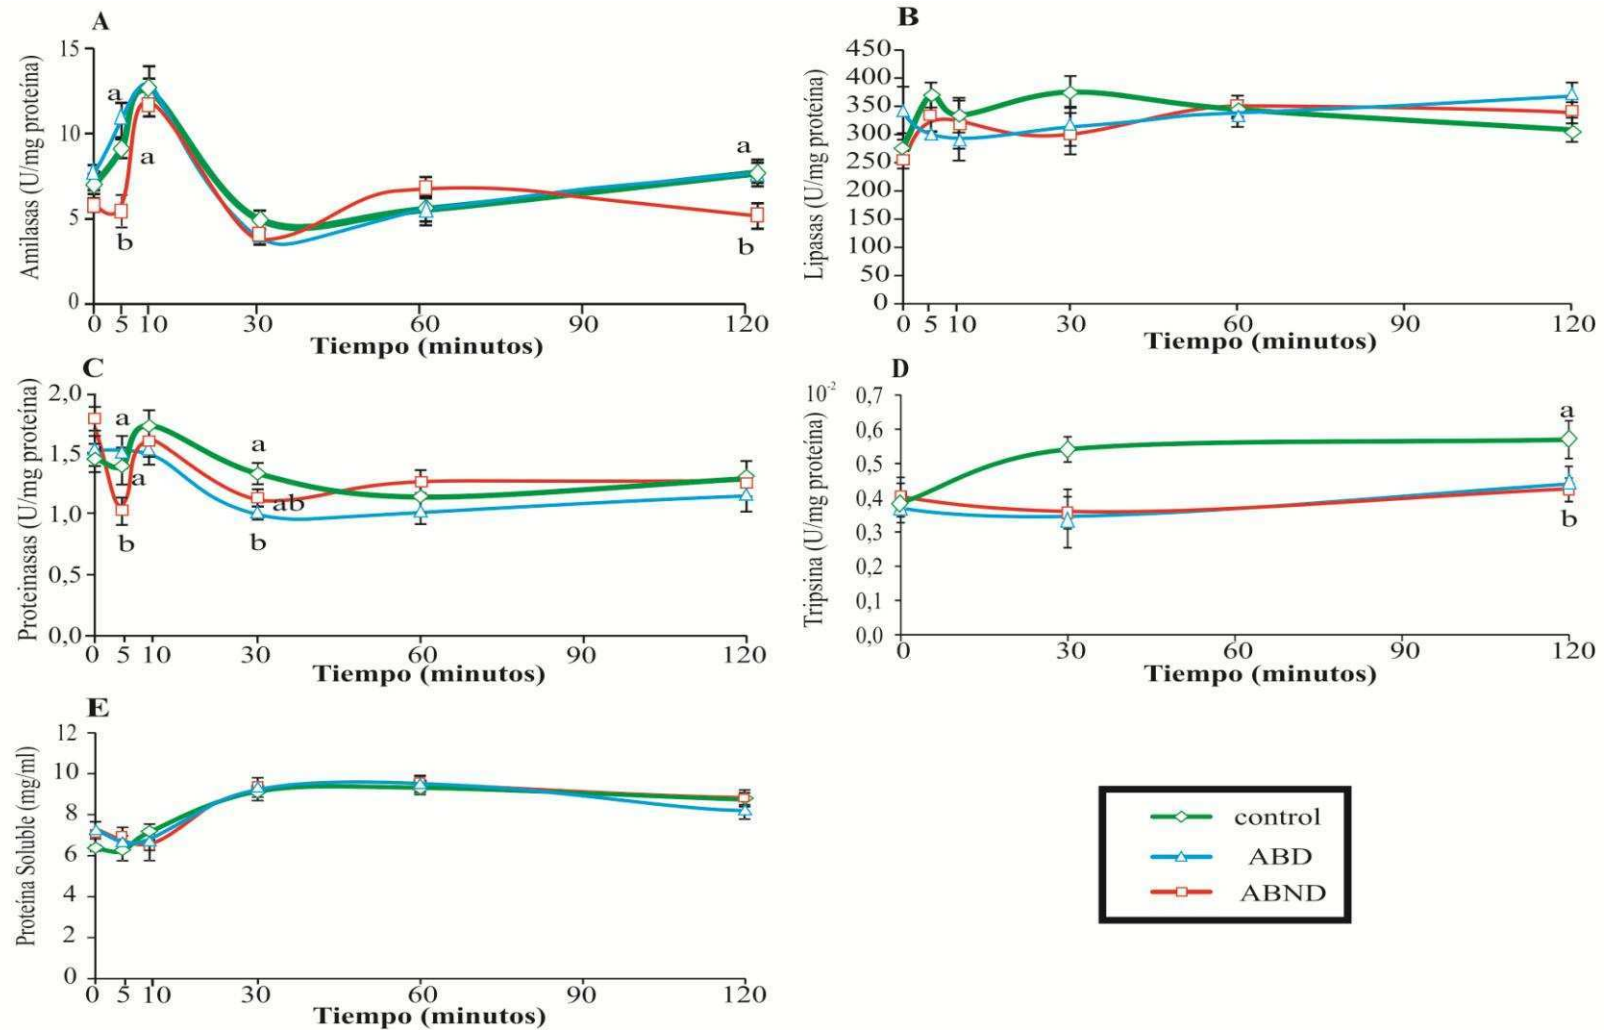 A
Amilasas (U/mg proteína)
15
10
5
0
a
a
b
a
b
0 5 10 30 60 90 120
Tiempo (minutos)
B
Lipasas (U/mg proteína)
450
400
350
300
250
200
250
100
50
0
0 5 10 30 60 90 120
Tiempo (minutos)
C
Proteinasas (U/mg proteína)
2,0
1,5
1,0
0,5
0,0
a
a
b
a
ab
b
0 5 10 30 60 90 120
Tiempo (minutos)
D
Tripsina (U/mg proteína)
10-2
0,7
0,6
0,5
0,4
0,3
0,2
0,1
0,0
a
b
0 30 60 90 120
Tiempo (minutos)
E
Proteína Soluble (mg/ml)
12
10
8
6
4
2
0
0 5 10 30 60 90 120
Tiempo (minutos)
control
ABD
ABND